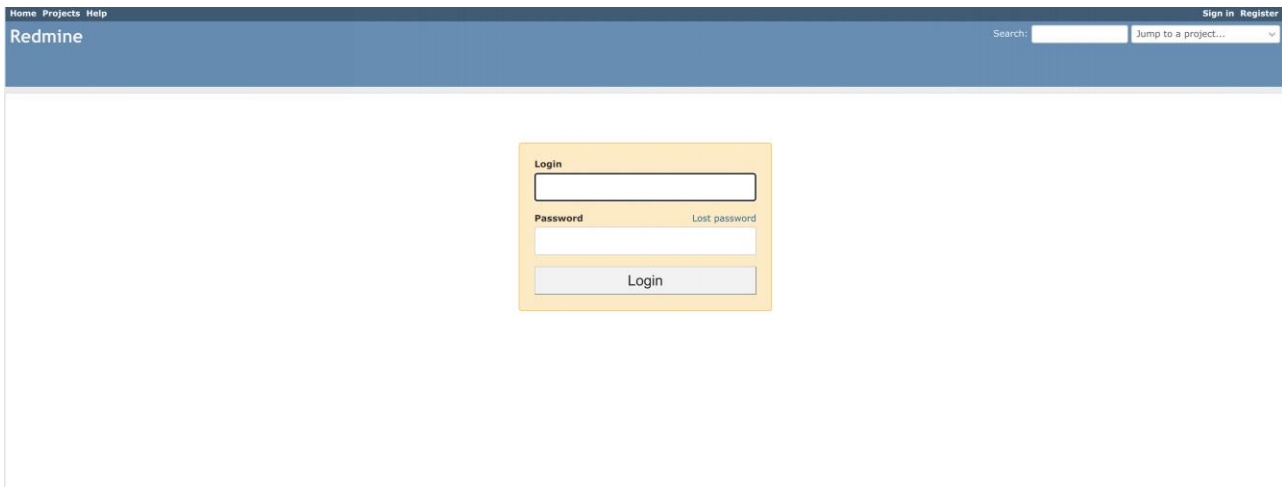 Home Projects Help Sign in Register
Redmine Search: Jump to a project...
Login
Password Lost password
Login